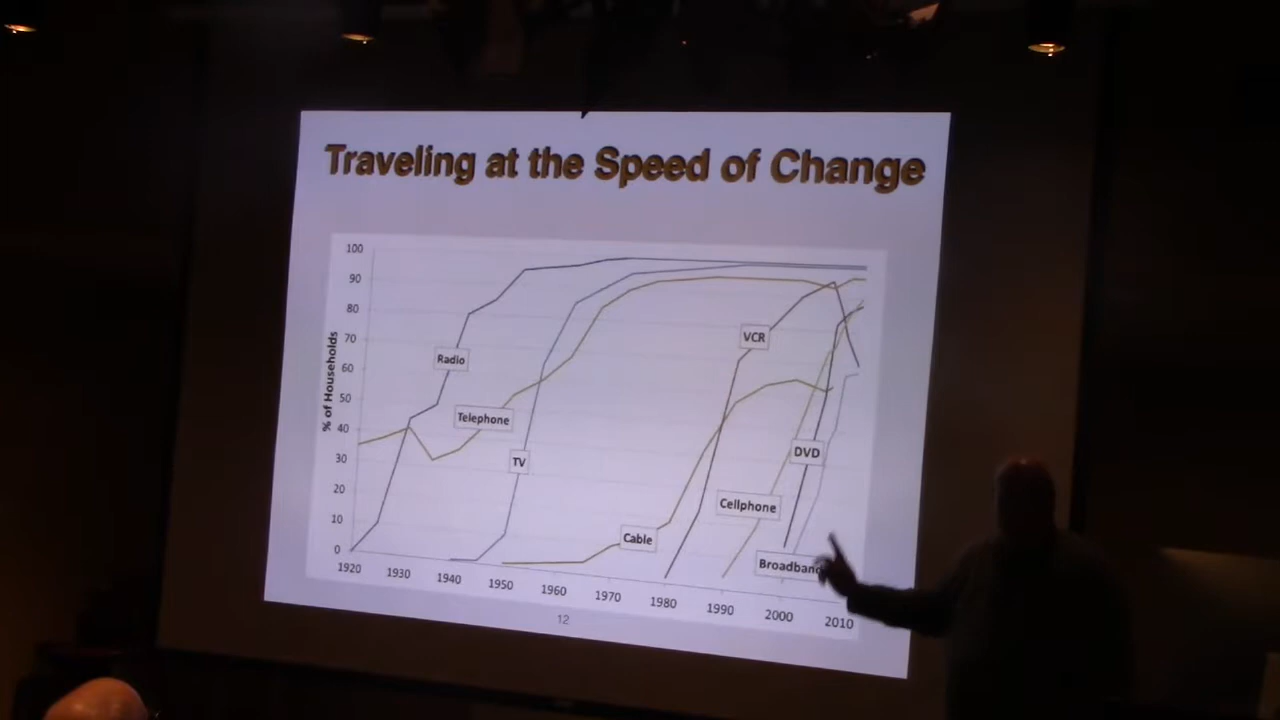 Traveling at the Speed of Change
% of Households
100
90
80
70
60
50
40
30
20
10
0
Radio
Telephone
TV
Cable
VCR
Cellphone
DVD
Broadband
1920
1930
1940
1950
1960
1970
1980
1990
2000
2010
12